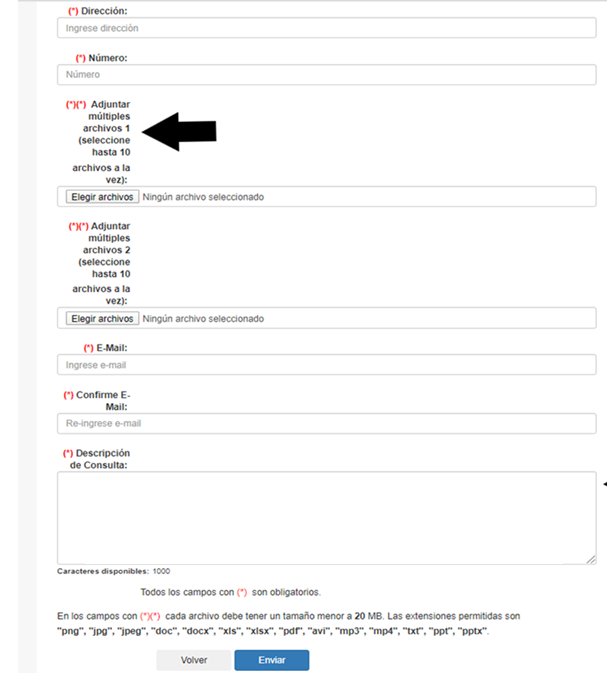 (*) Dirección:
Ingrese dirección
(*) Número:
Número
(*)(*) Adjuntar
múltiples
archivos 1
(seleccione
hasta 10
archivos a la
vez):
Elegir archivos Ningún archivo seleccionado
(*)(*) Adjuntar
múltiples
archivos 2
(seleccione
hasta 10
archivos a la
vez):
Elegir archivos Ningún archivo seleccionado
(*) E-Mail:
Ingrese e-mail
(*) Confirme E-
Mail:
Re-ingrese e-mail
(*) Descripción
de Consulta:
Caracteres disponibles: 1000
Todos los campos con (*) son obligatorios.
En los campos con (*)(*) cada archivo debe tener un tamaño menor a 20 MB. Las extensiones permitidas son
"png", "jpg", "jpeg", "doc", "docx", "xls", "xlsx", "pdf", "avi", "mp3", "mp4", "txt", "ppt", "pptx".
Volver Enviar